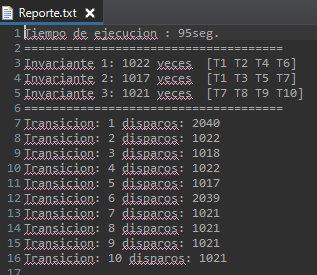 Reporte.txt
1 Tiempo de ejecucion : 95seg.
2 =====================================
3 Invariante 1: 1022 veces [T1 T2 T4 T6]
4 Invariante 2: 1017 veces [T1 T3 T5 T7]
5 Invariante 3: 1021 veces [T7 T8 T9 T10]
6 =====================================
7 Transicion: 1 disparos: 2040
8 Transicion: 2 disparos: 1022
9 Transicion: 3 disparos: 1018
10 Transicion: 4 disparos: 1022
11 Transicion: 5 disparos: 1017
12 Transicion: 6 disparos: 2039
13 Transicion: 7 disparos: 1021
14 Transicion: 8 disparos: 1021
15 Transicion: 9 disparos: 1021
16 Transicion: 10 disparos: 1021
17